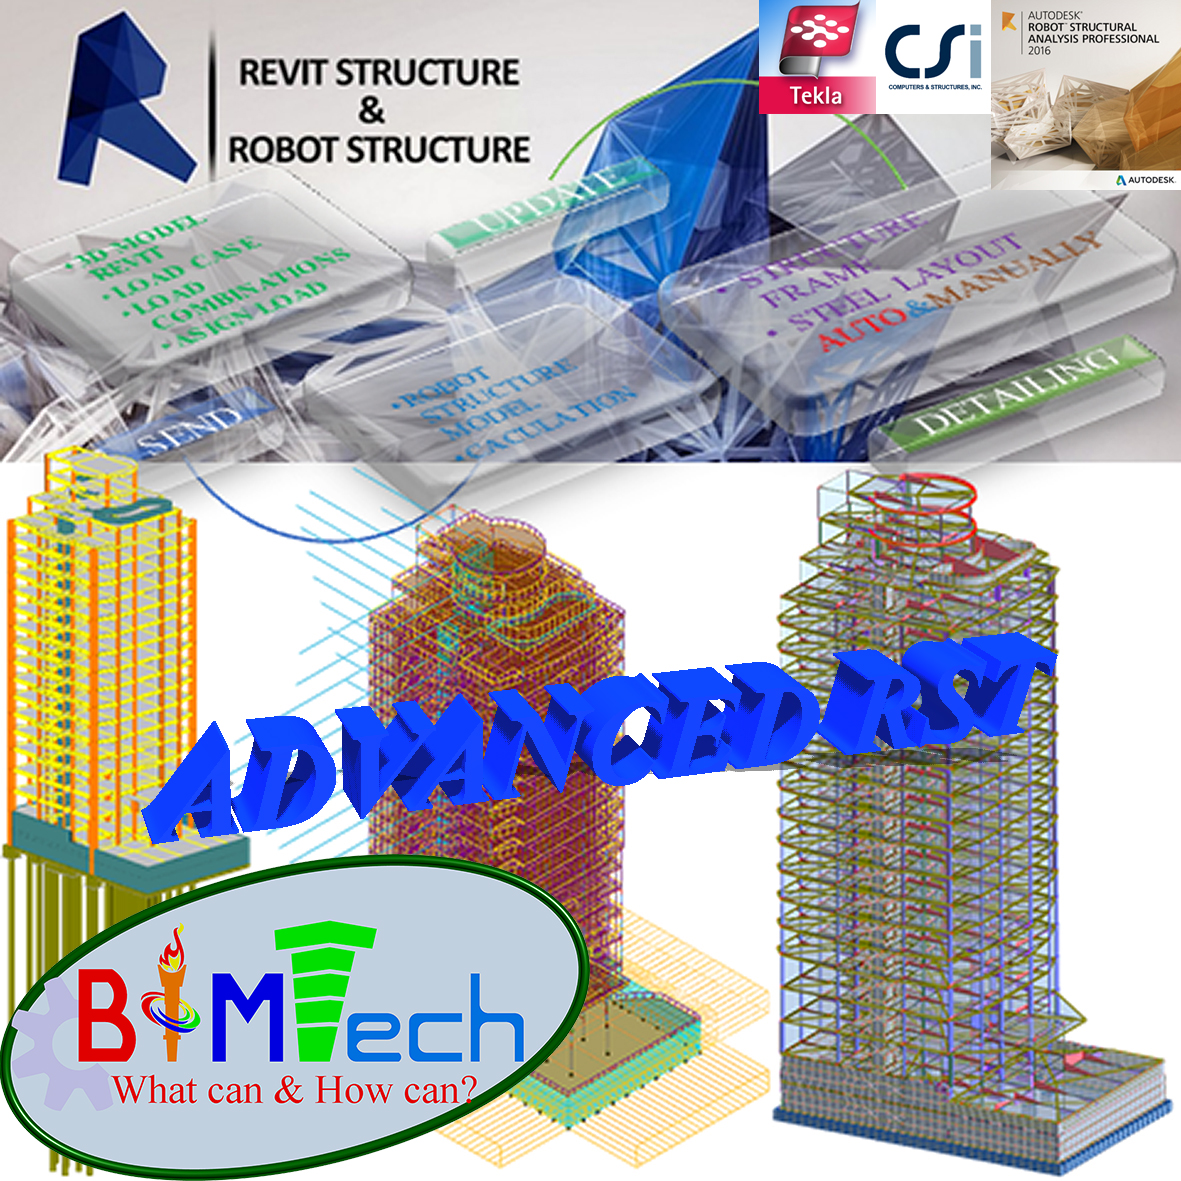 REVIT STRUCTURE
&
ROBOT STRUCTURE
Tekla
CSi
COMPUTERS & STRUCTURES, INC.
AUTODESK®
ROBOT™ STRUCTURAL
ANALYSIS PROFESSIONAL
2016
AUTODESK.
•3D MODEL
REVIT
•LOAD CASE
•LOAD
COMBINATIONS
•ASIGN LOAD
UPDATE
• STRUCTURE
FRAME
• STEEL LAYOUT
AUTO&MANUALLY
SEND
•ROBOT
STRUCTURE
MODEL
•CACULATION
DETAILING
ADVANCED RST
BIMTech
What can & How can?